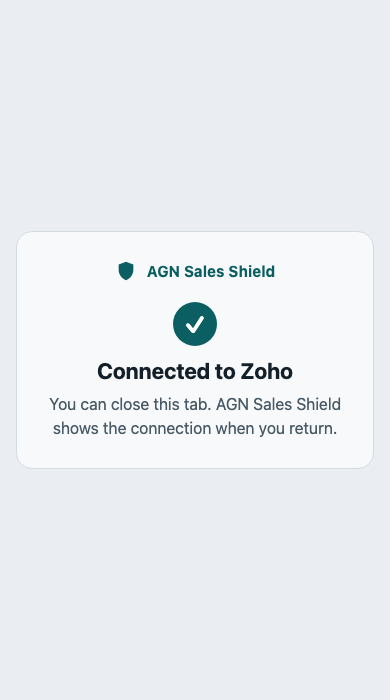 AGN Sales Shield
Connected to Zoho
You can close this tab. AGN Sales Shield
shows the connection when you return.